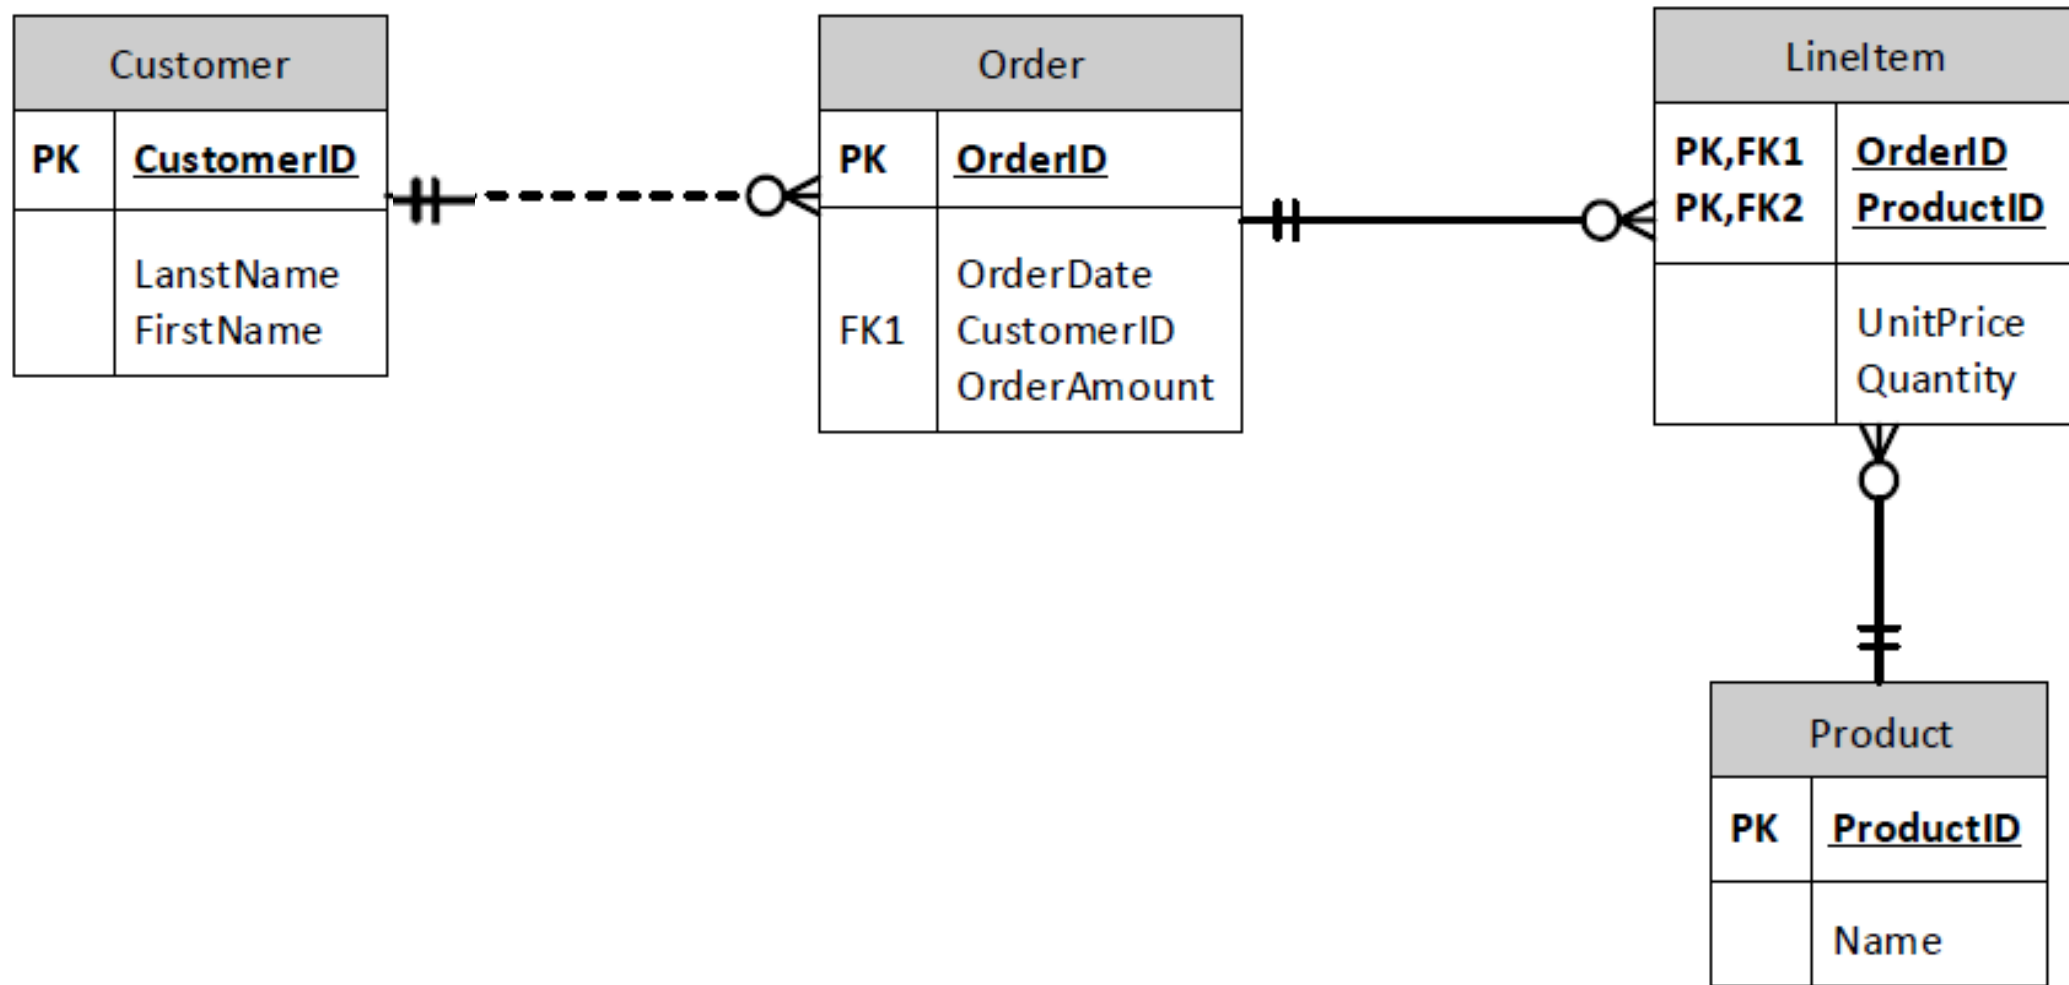 Customer
PK CustomerID
LanstName
FirstName
Order
PK OrderID
OrderDate
FK1 CustomerID
OrderAmount
LineItem
PK,FK1 OrderID
PK,FK2 ProductID
UnitPrice
Quantity
Product
PK ProductID
Name